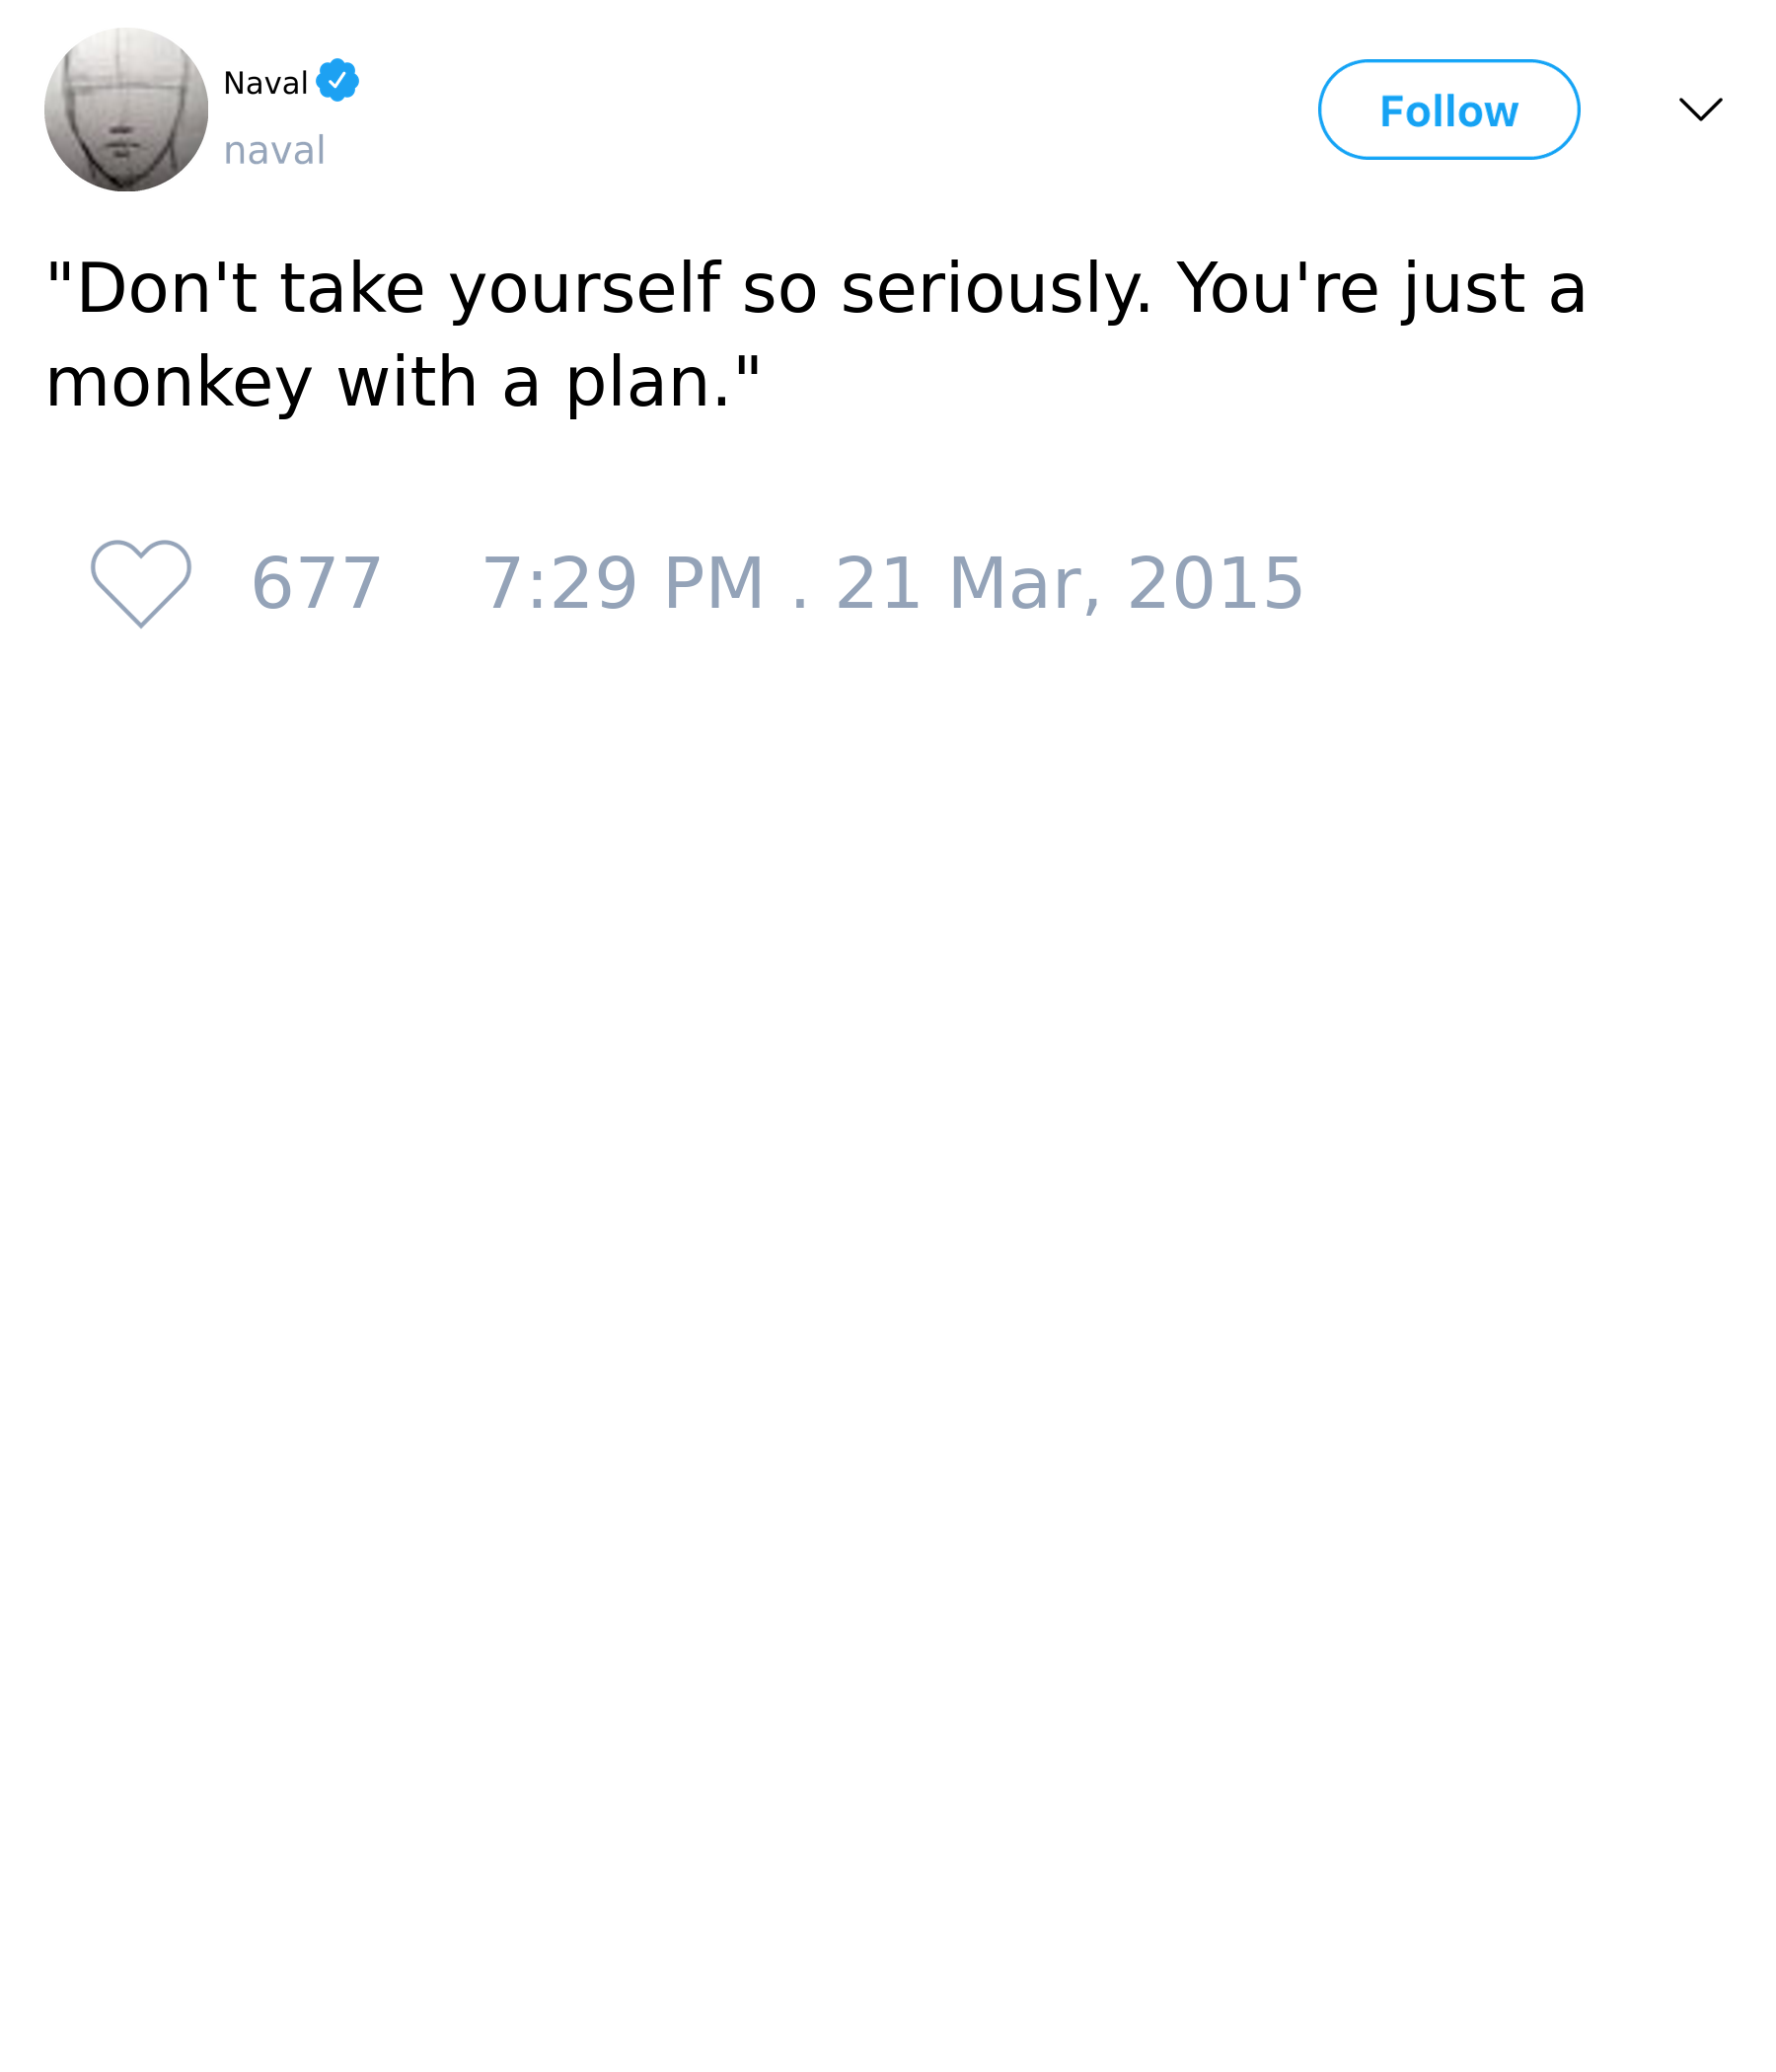 Naval
naval
Follow
"Don't take yourself so seriously. You're just a
monkey with a plan."
677 7:29 PM . 21 Mar, 2015